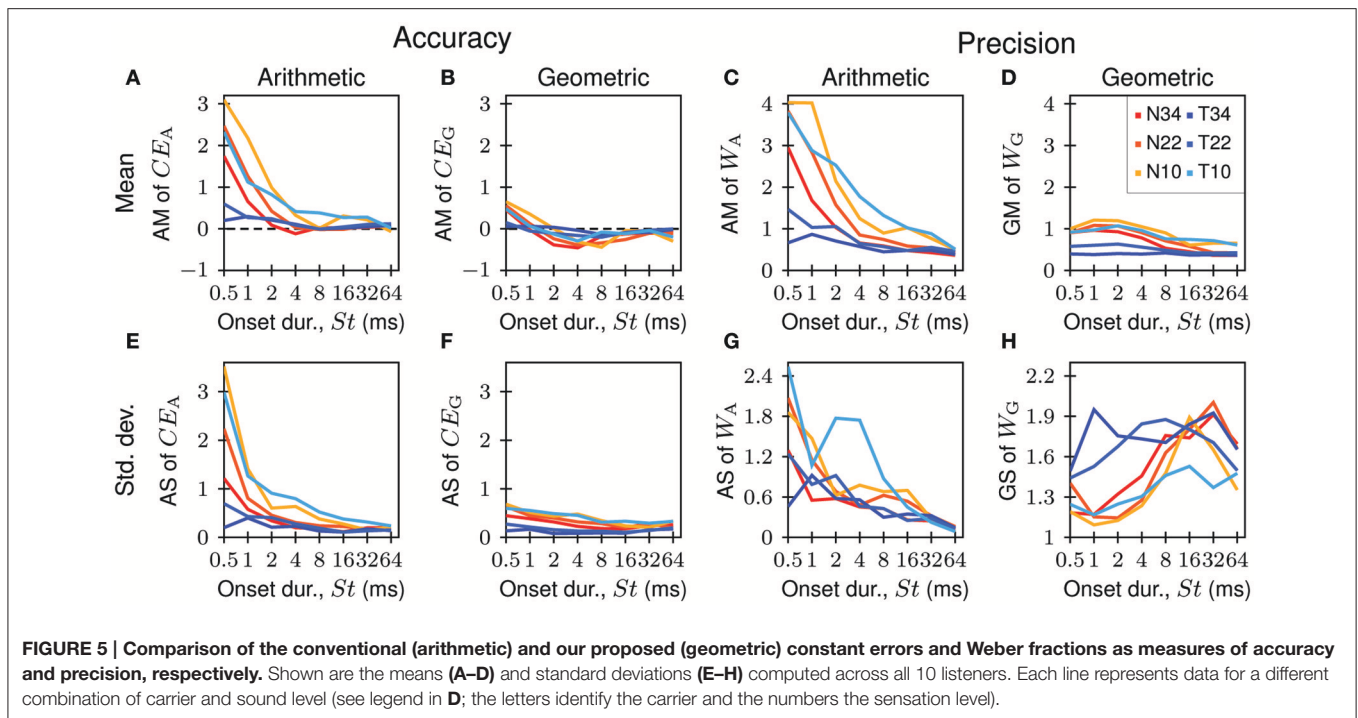 Accuracy Precision
A Arithmetic B Geometric C Arithmetic D Geometric
Mean
AM of CE_A
3
2
1
0
−1
0.5 1 2 4 8 163264
Onset dur., St (ms)
AM of CE_G
3
2
1
0
−1
0.5 1 2 4 8 163264
Onset dur., St (ms)
AM of W_A
4
3
2
1
0
0.5 1 2 4 8 163264
Onset dur., St (ms)
GM of W_G
4
3
2
1
0
N34 T34
N22 T22
N10 T10
0.5 1 2 4 8 163264
Onset dur., St (ms)
Std. dev.
E
AS of CE_A
3
2
1
0
0.5 1 2 4 8 163264
Onset dur., St (ms)
F
AS of CE_G
3
2
1
0
0.5 1 2 4 8 163264
Onset dur., St (ms)
G
AS of W_A
2.4
1.8
1.2
0.6
0
0.5 1 2 4 8 163264
Onset dur., St (ms)
H
GS of W_G
2.2
1.9
1.6
1.3
1
0.5 1 2 4 8 163264
Onset dur., St (ms)
FIGURE 5 | Comparison of the conventional (arithmetic) and our proposed (geometric) constant errors and Weber fractions as measures of accuracy
and precision, respectively. Shown are the means (A–D) and standard deviations (E–H) computed across all 10 listeners. Each line represents data for a different
combination of carrier and sound level (see legend in D; the letters identify the carrier and the numbers the sensation level).